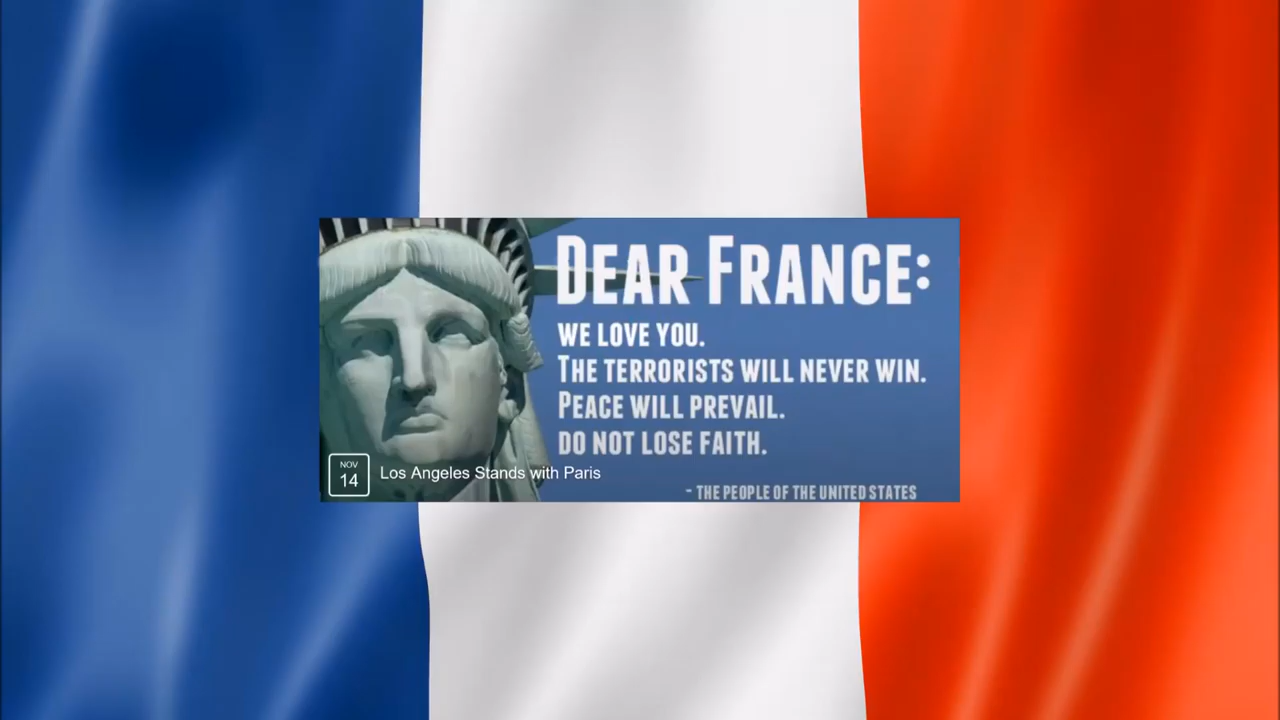 DEAR FRANCE:
WE LOVE YOU.
THE TERRORISTS WILL NEVER WIN.
PEACE WILL PREVAIL.
DO NOT LOSE FAITH.
NOV
14
Los Angeles Stands with Paris
- THE PEOPLE OF THE UNITED STATES